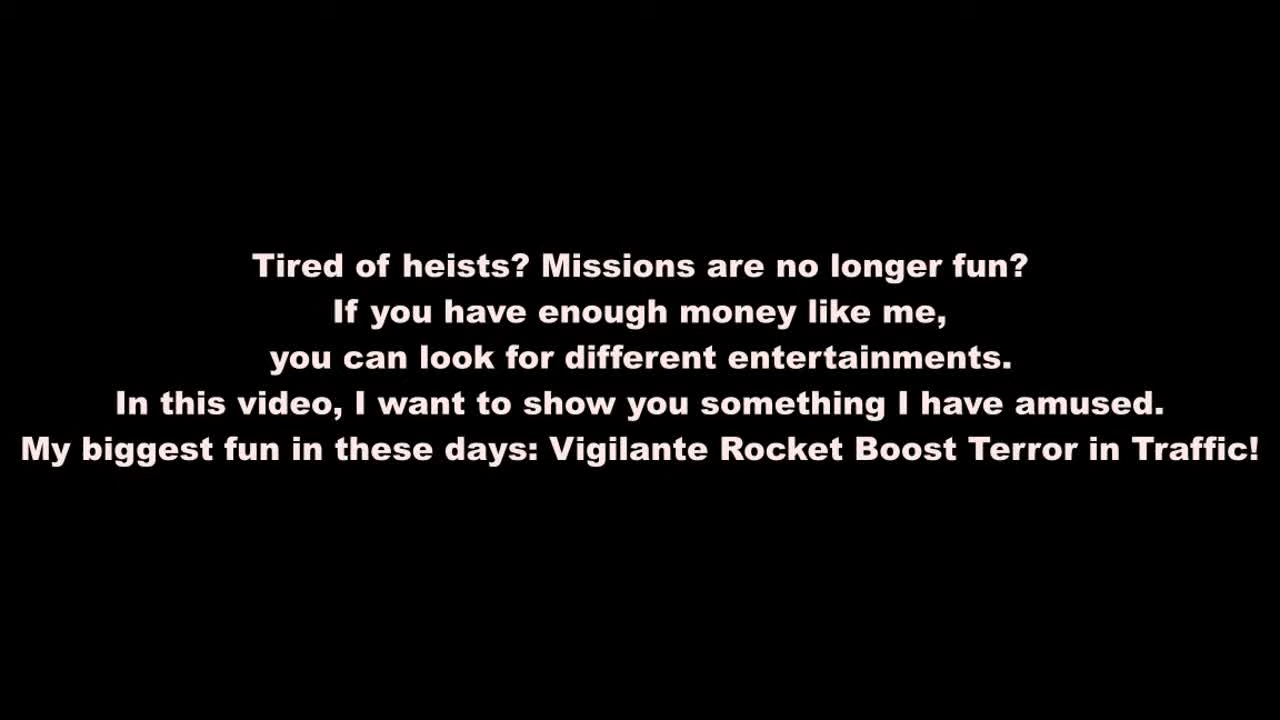 Tired of heists? Missions are no longer fun?
If you have enough money like me,
you can look for different entertainments.
In this video, I want to show you something I have amused.
My biggest fun in these days: Vigilante Rocket Boost Terror in Traffic!